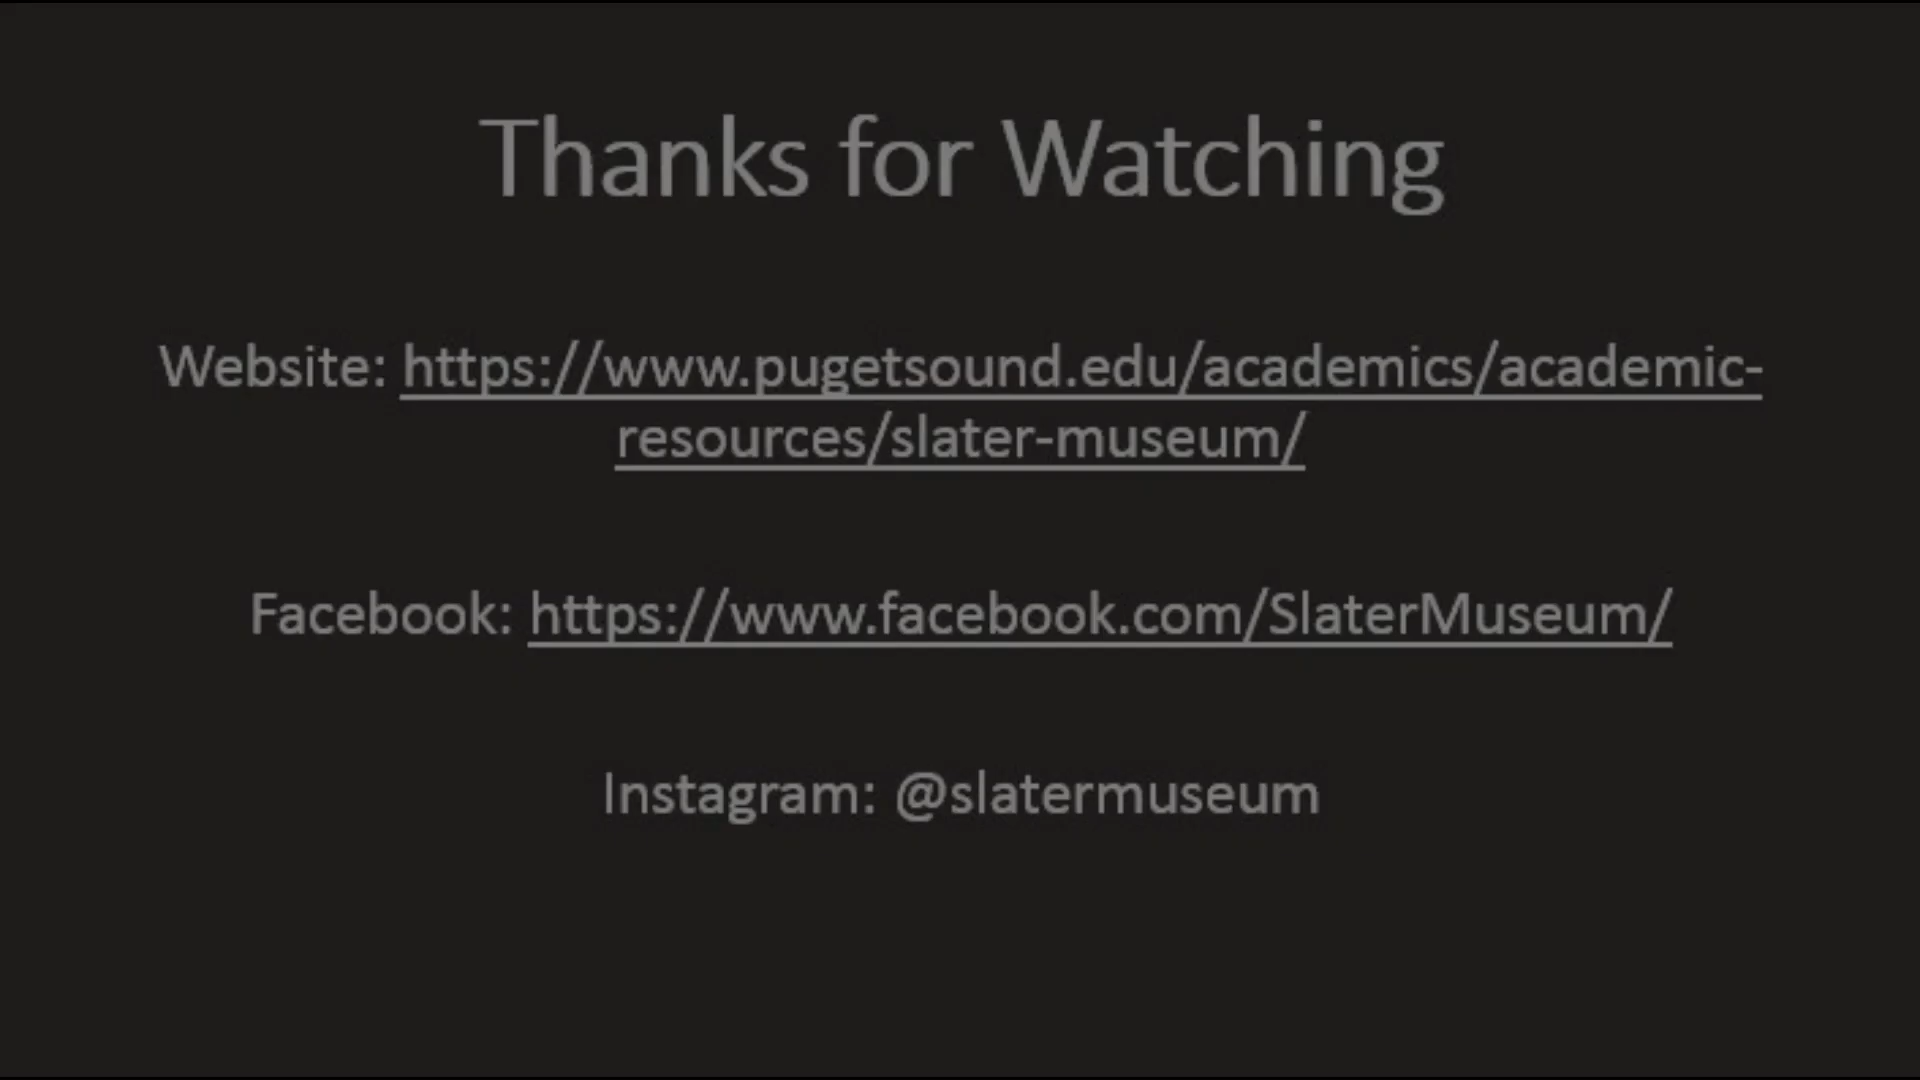 Thanks for Watching
Website: https://www.pugetsound.edu/academics/academic-
resources/slater-museum/
Facebook: https://www.facebook.com/SlaterMuseum/
Instagram: @slatermuseum